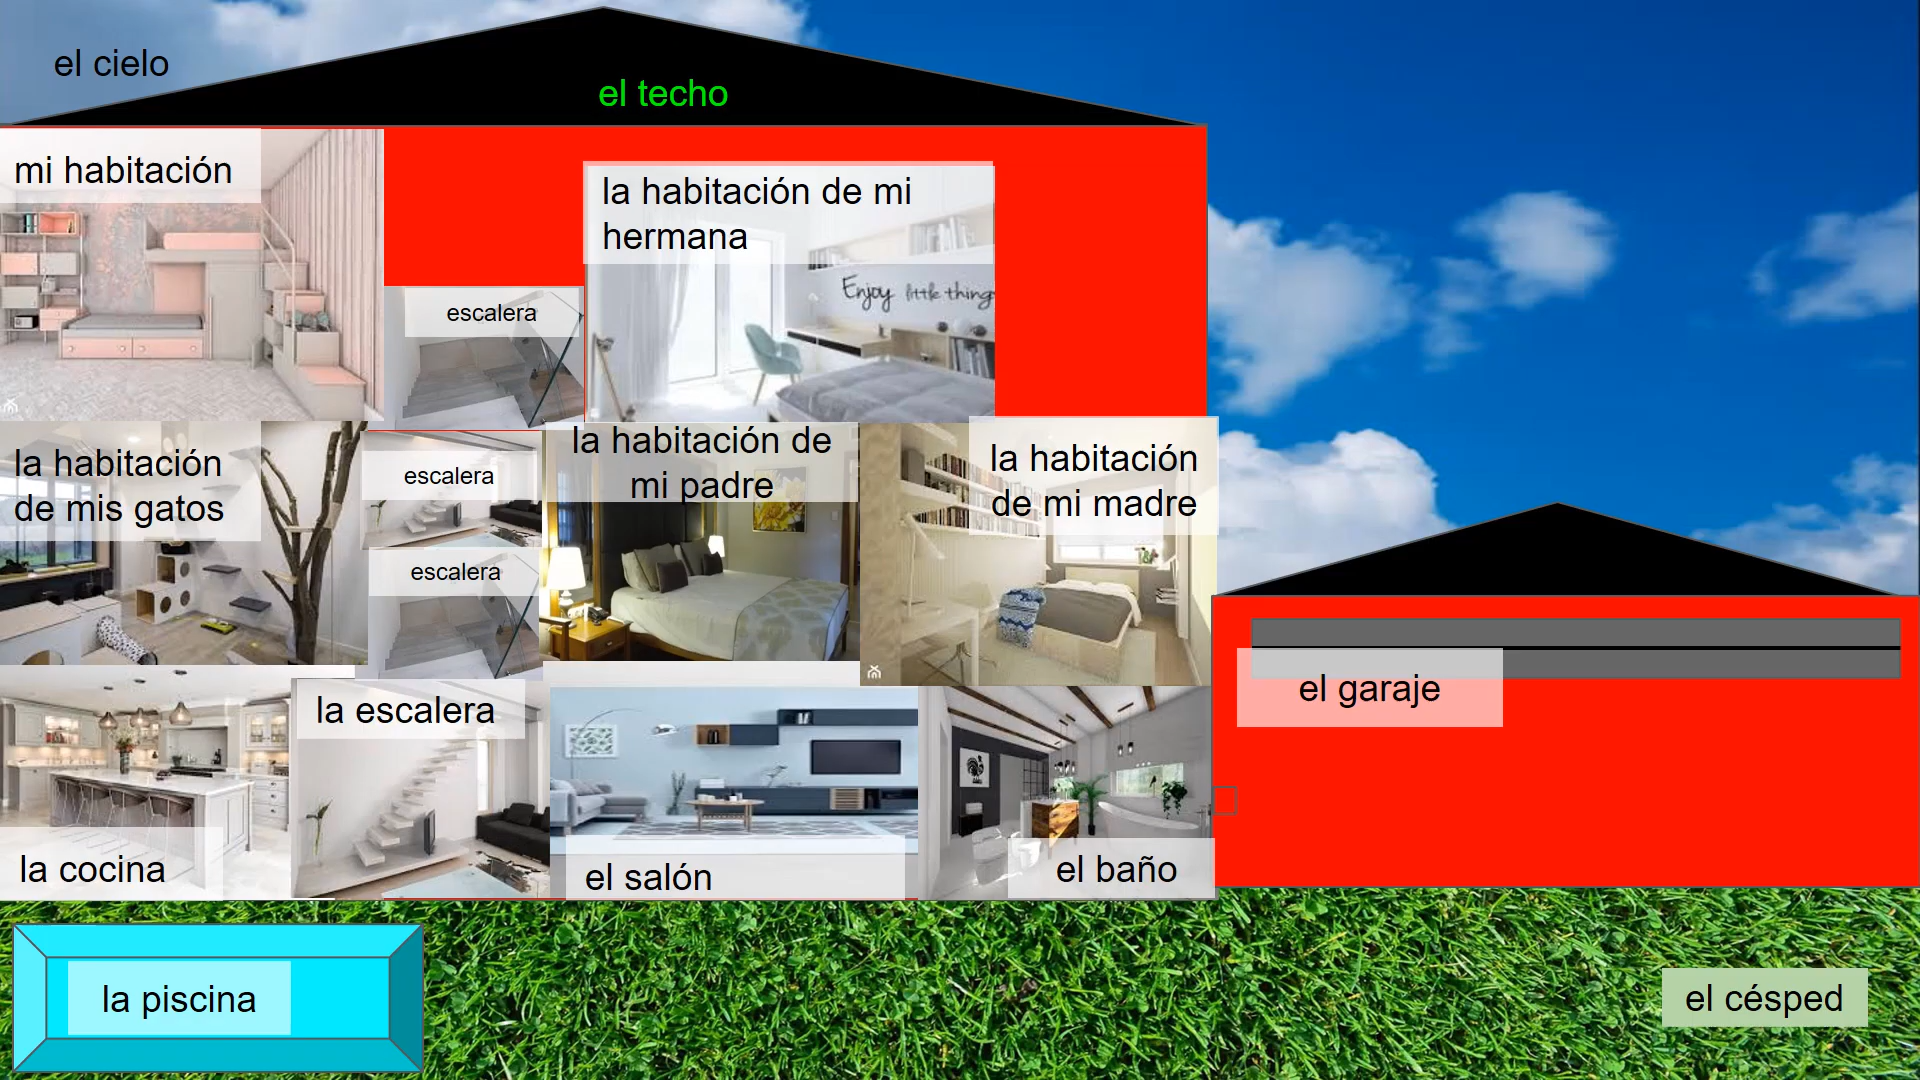 el cielo
el techo
mi habitación
la habitación de mi
hermana
Enjoy little things
escalera
la habitación
de mis gatos
escalera
escalera
la habitación de
mi padre
la habitación
de mi madre
la cocina
la escalera
el salón
el baño
el garaje
la piscina
el césped